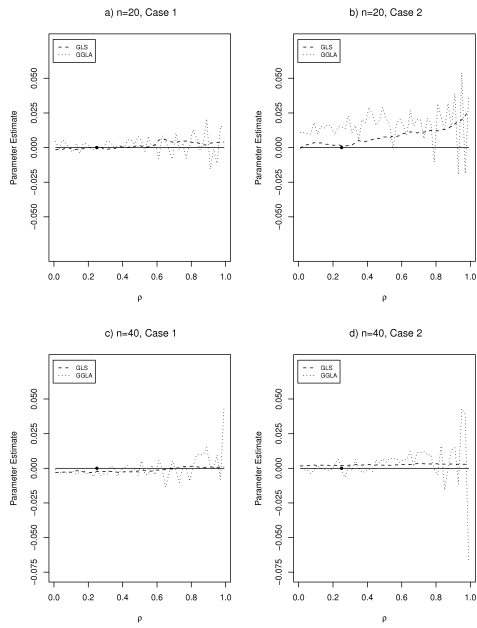 a) n=20, Case 1
GLS
GGLA
Parameter Estimate
0.050
0.025
0.000
−0.025
−0.050
0.0 0.2 0.4 0.6 0.8 1.0
ρ
b) n=20, Case 2
GLS
GGLA
Parameter Estimate
0.050
0.025
0.000
−0.025
−0.050
0.0 0.2 0.4 0.6 0.8 1.0
ρ
c) n=40, Case 1
GLS
GGLA
Parameter Estimate
0.050
0.025
0.000
−0.025
−0.050
−0.075
0.0 0.2 0.4 0.6 0.8 1.0
ρ
d) n=40, Case 2
GLS
GGLA
Parameter Estimate
0.050
0.025
0.000
−0.025
−0.050
−0.075
0.0 0.2 0.4 0.6 0.8 1.0
ρ